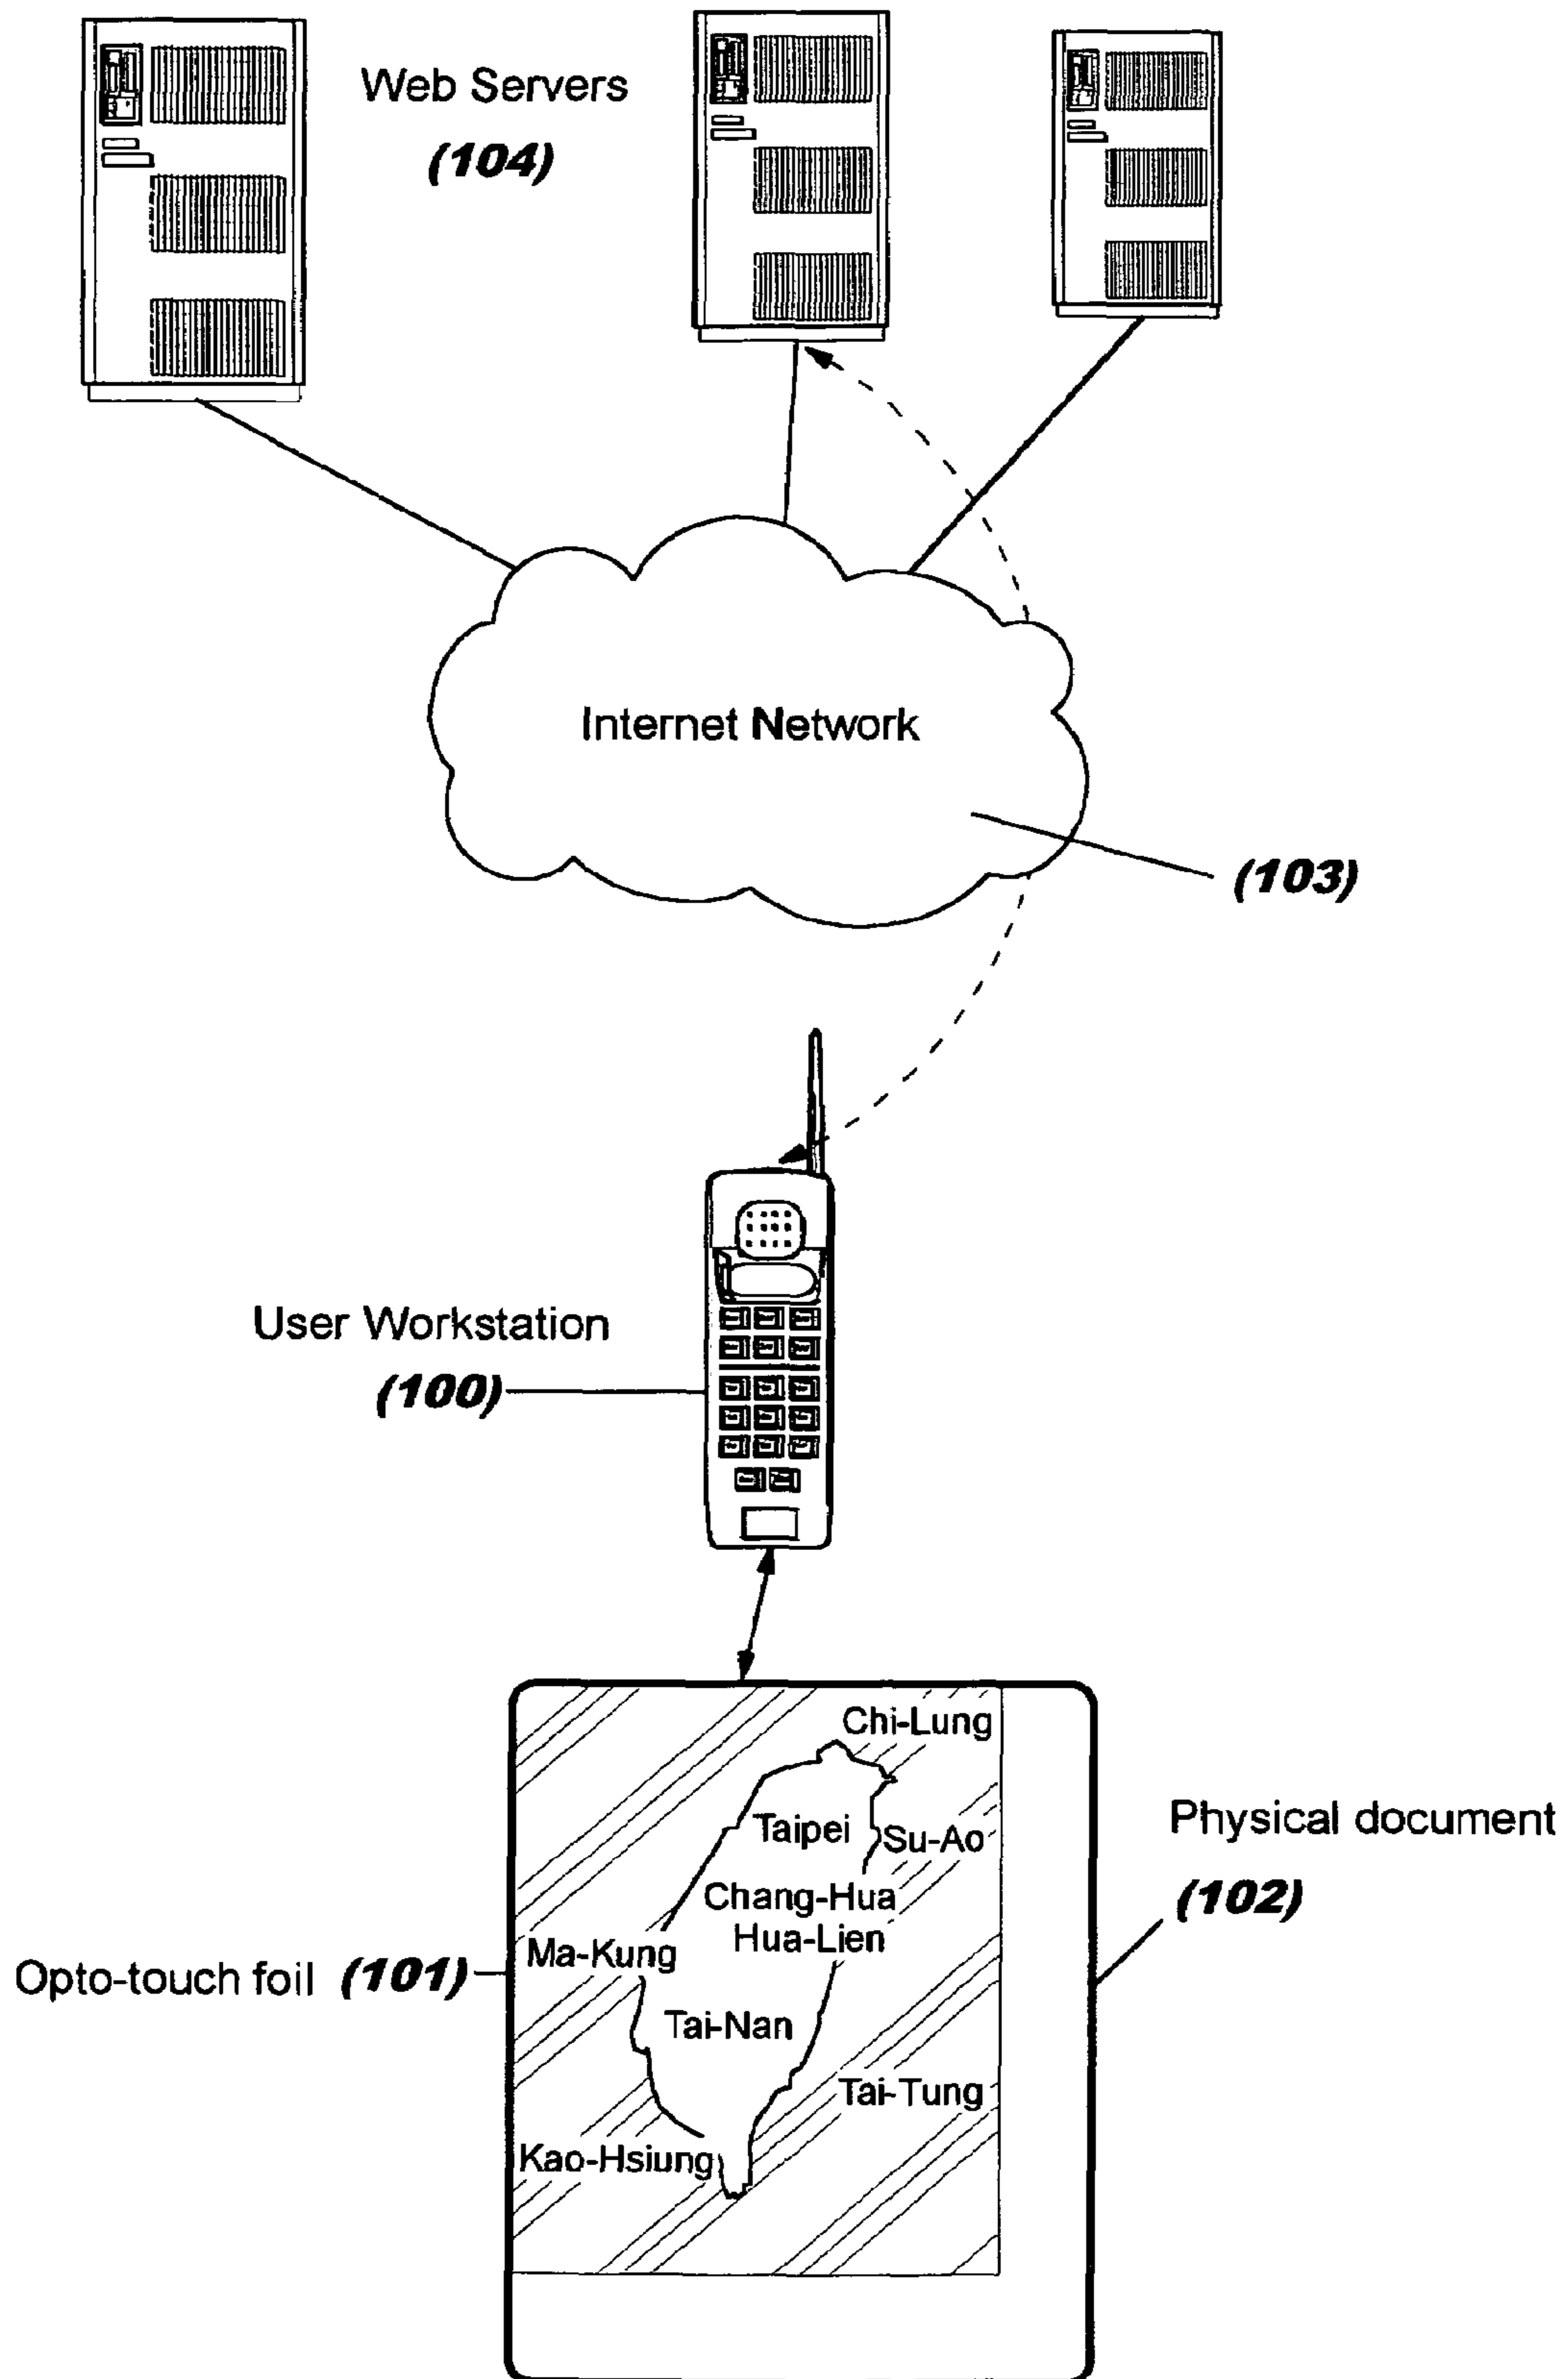 Web Servers
(104)
Internet Network
(103)
User Workstation
(100)
Chi-Lung
Taipei
Su-Ao
Physical document
(102)
Chang-Hua
Hua-Lien
Ma-Kung
Opto-touch foil (101)
Tai-Nan
Tai-Tung
Kao-Hsiung